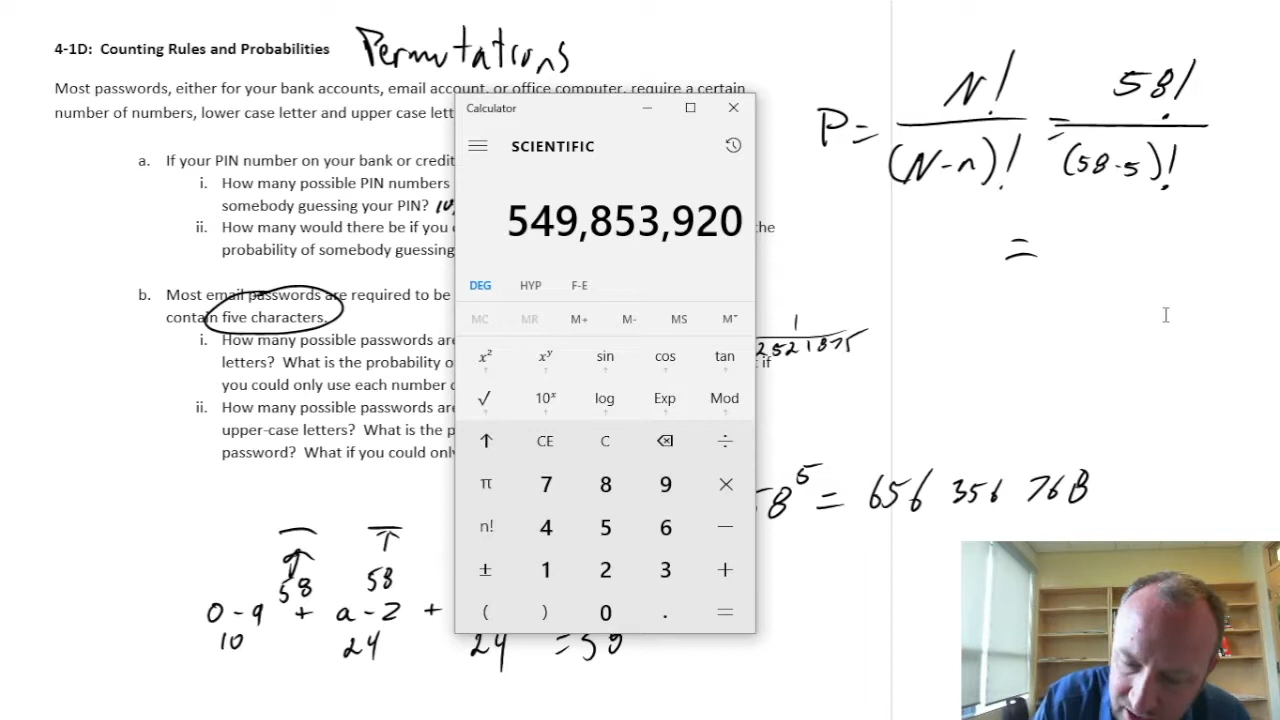 4-1D: Counting Rules and Probabilities
Permutations
Most passwords, either for your bank accounts, email account, or office computer, require a certain
number of numbers, lower case letter and upper case lett
a. If your PIN number on your bank or credit
i. How many possible PIN numbers
somebody guessing your PIN? 10,
ii. How many would there be if you the
probability of somebody guessing
b. Most email passwords are required to be
contain five characters.
i. How many possible passwords are
letters? What is the probability o if
you could only use each number o
ii. How many possible passwords are
upper-case letters? What is the p
password? What if you could only
P = N! / (N-n)! = 58! / (58-5)!
=
1 / 2521875
58⁵ = 656 356 768
58 58
0-9 + a-z +
10 24 24 = 58
Calculator
SCIENTIFIC
549,853,920
DEG HYP F-E
MC MR M+ M- MS M˅
x² xʸ sin cos tan
√ 10ˣ log Exp Mod
↑ CE C ⌫ ÷
π 7 8 9 ×
n! 4 5 6 −
± 1 2 3 +
( ) 0 . =